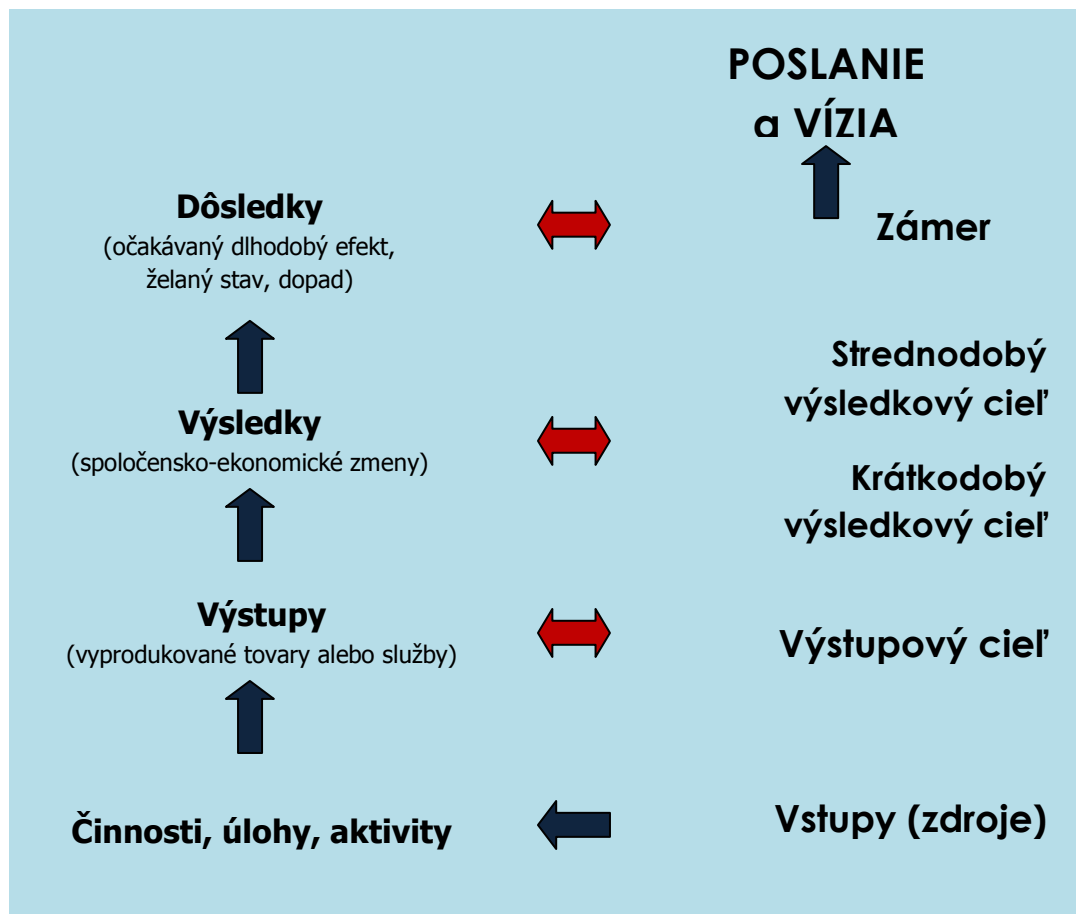 POSLANIE
a VÍZIA
Dôsledky
(očakávaný dlhodobý efekt,
želaný stav, dopad)
Zámer
Strednodobý
výsledkový cieľ
Výsledky
(spoločensko-ekonomické zmeny)
Krátkodobý
výsledkový cieľ
Výstupy
(vyprodukované tovary alebo služby)
Výstupový cieľ
Činnosti, úlohy, aktivity
Vstupy (zdroje)